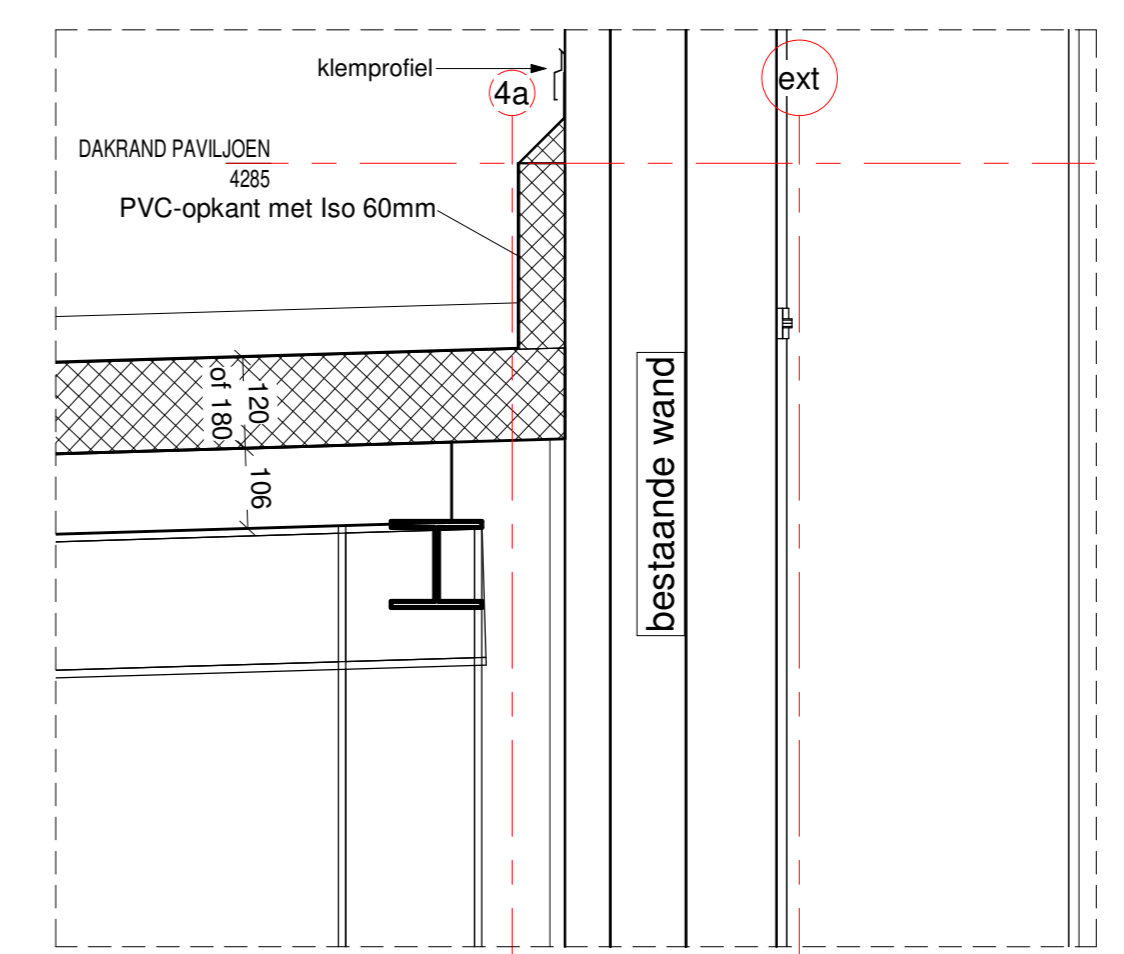 klemprofiel
4a
ext
DAKRAND PAVILJOEN
4285
PVC-opkant met Iso 60mm
120
of 180
106
bestaande wand